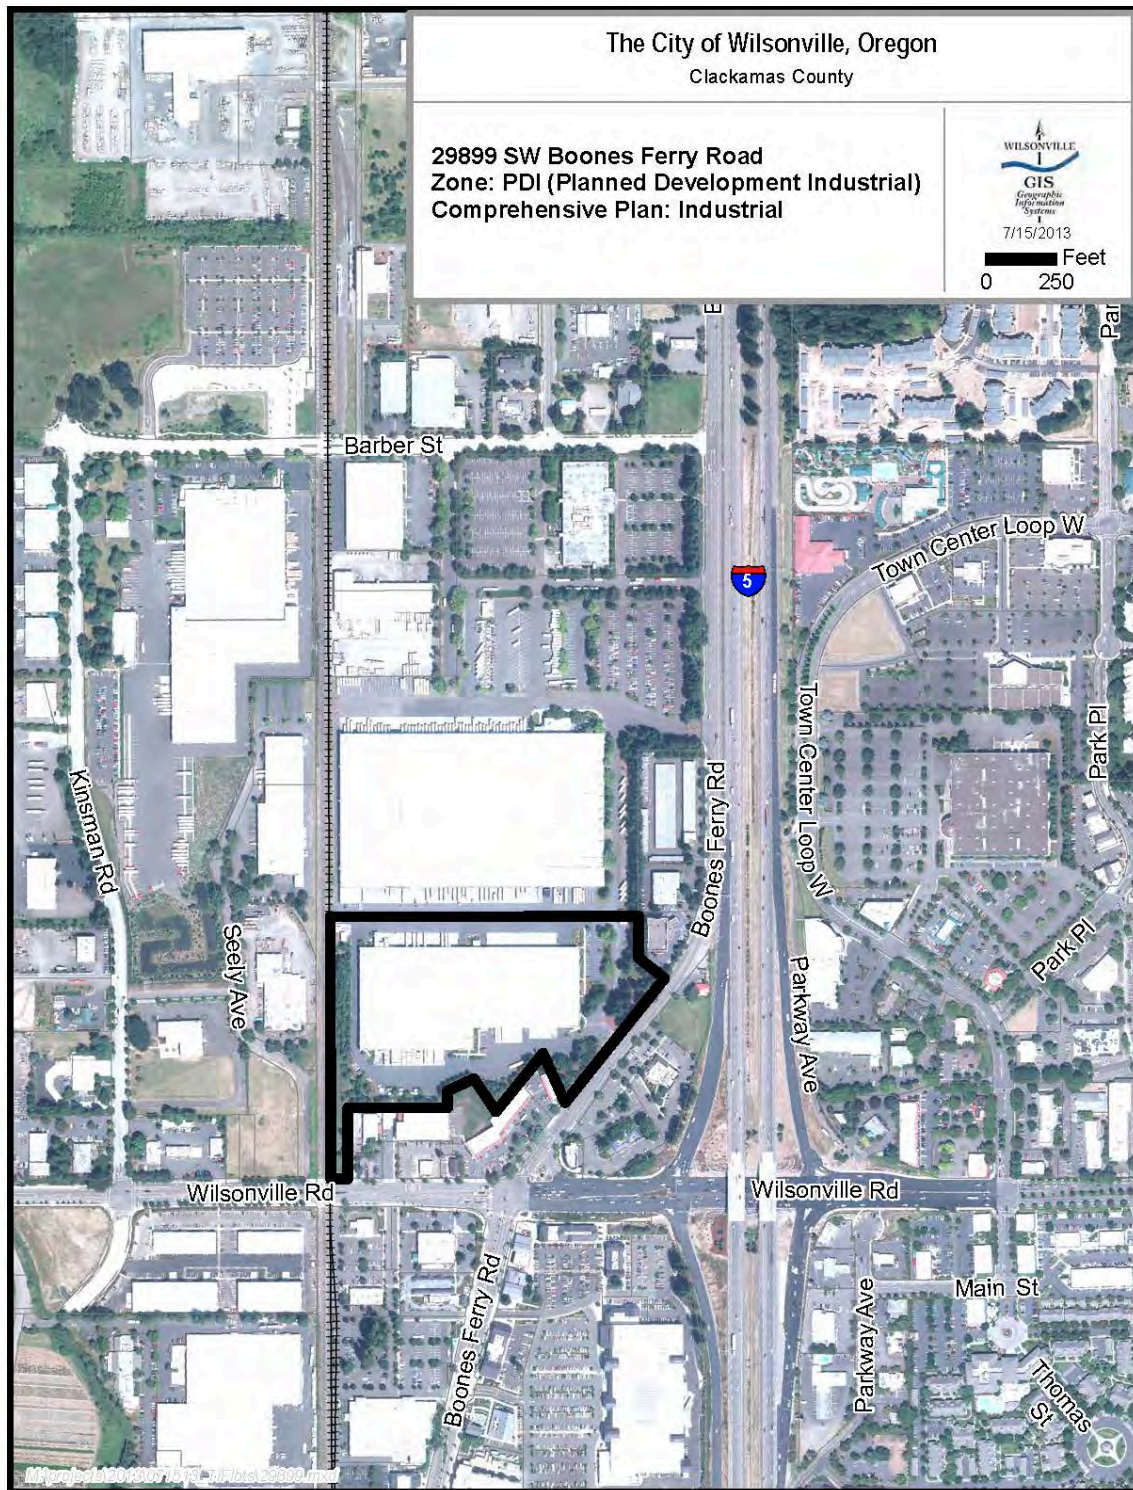 The City of Wilsonville, Oregon
Clackamas County
29899 SW Boones Ferry Road
Zone: PDI (Planned Development Industrial)
Comprehensive Plan: Industrial
WILSONVILLE
GIS
Geographic
Information
Systems
7/15/2013
Feet
0 250
Barber St
5
Town Center Loop W
Town Center Loop W
Park Pl
Kinsman Rd
Boones Ferry Rd
Seely Ave
Parkway Ave
Park Pl
Wilsonville Rd
Wilsonville Rd
Boones Ferry Rd
Parkway Ave
Main St
Thomas
St